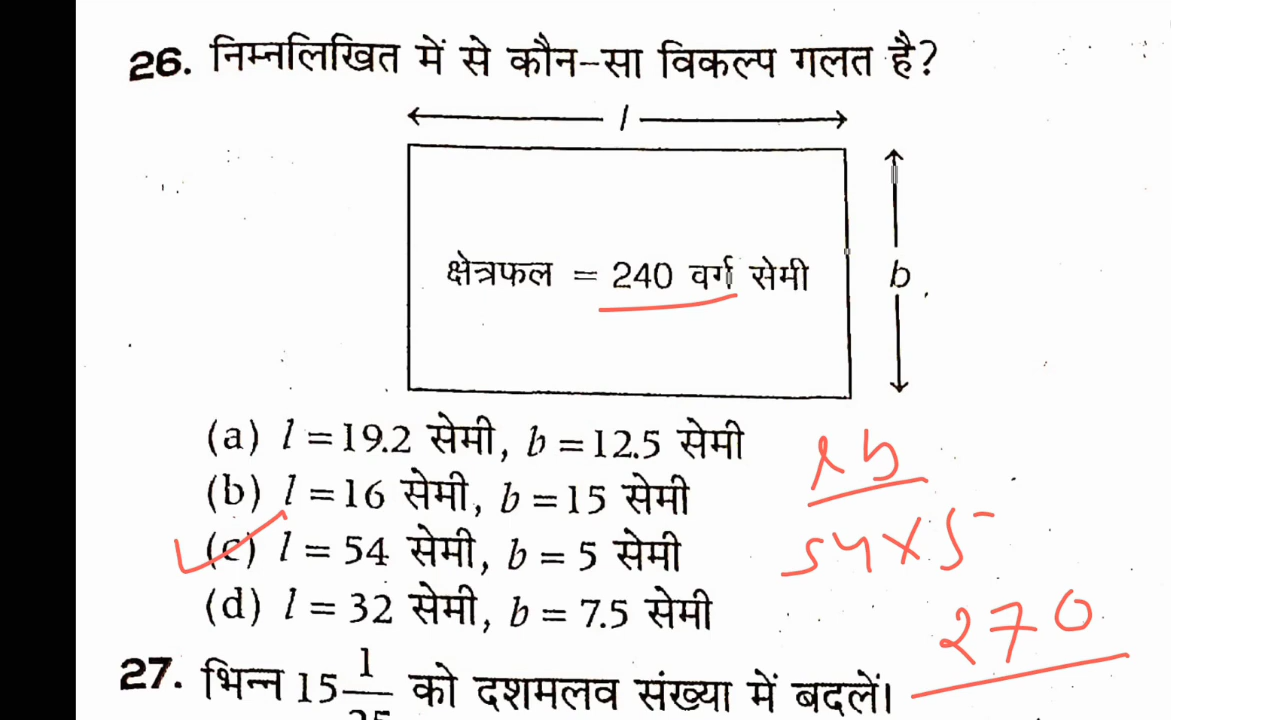 26. निम्नलिखित में से कौन-सा विकल्प गलत है?
l
क्षेत्रफल = 240 वर्ग सेमी
b
(a) l = 19.2 सेमी, b = 12.5 सेमी
(b) l = 16 सेमी, b = 15 सेमी
(c) l = 54 सेमी, b = 5 सेमी
(d) l = 32 सेमी, b = 7.5 सेमी
54 × 5
270
27. भिन्न 15 1/25 को दशमलव संख्या में बदलें।